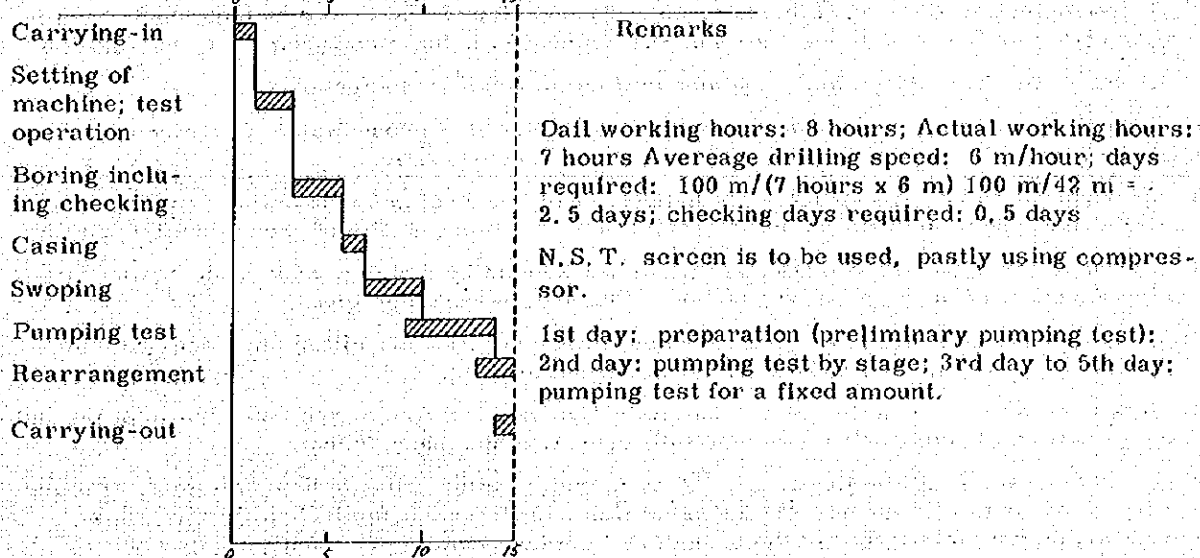 Remarks
Carrying-in
Setting of
machine; test
operation
Boring inclu-
ing checking
Casing
Swoping
Pumping test
Rearrangement
Carrying-out
Dail working hours: 8 hours; Actual working hours:
7 hours Avereage drilling speed: 6 m/hour; days
required: 100 m/(7 hours x 6 m) 100 m/42 m =
2.5 days; checking days required: 0.5 days
N.S.T. screen is to be used, pastly using compres-
sor.
1st day: preparation (preliminary pumping test):
2nd day: pumping test by stage; 3rd day to 5th day:
pumping test for a fixed amount.
0 5 10 15